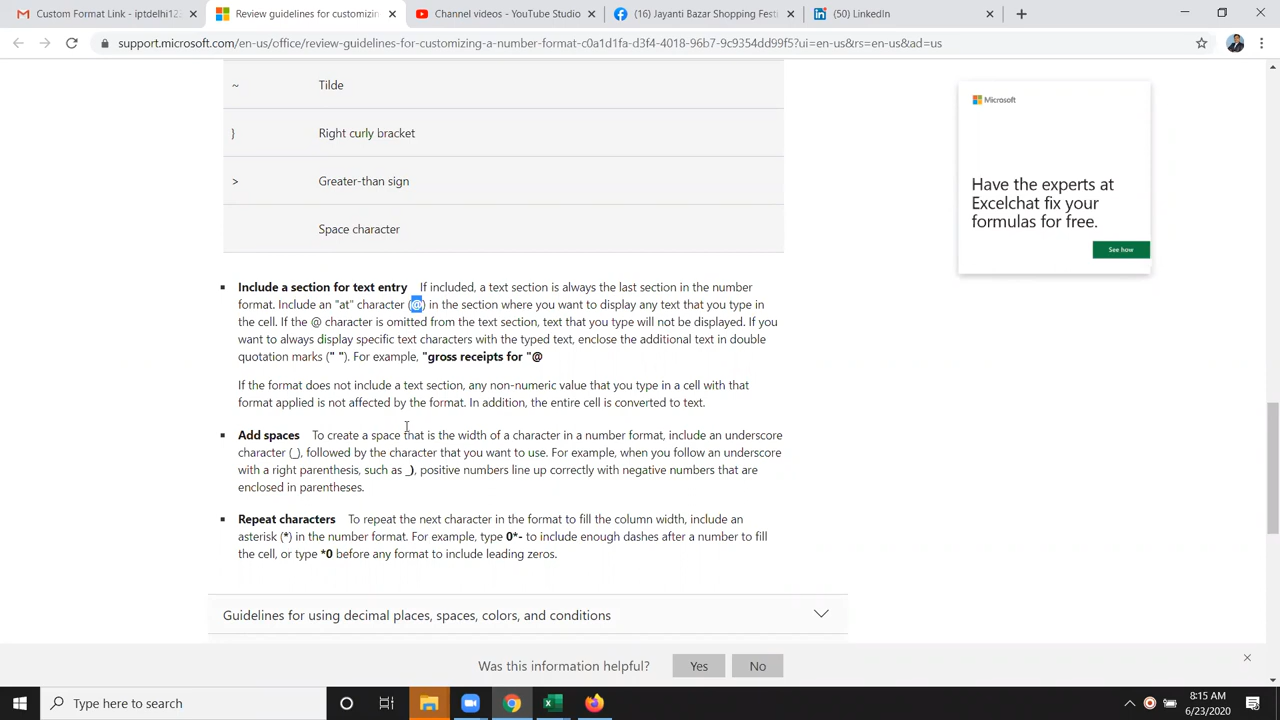 Custom Format Link - iptdelhi12
Review guidelines for customizin
Channel videos - YouTube Studio
(16) Jayanti Bazar Shopping Festi
(50) LinkedIn
support.microsoft.com/en-us/office/review-guidelines-for-customizing-a-number-format-c0a1d1fa-d3f4-4018-96b7-9c9354dd99f5?ui=en-us&rs=en-us&ad=us
~ Tilde
} Right curly bracket
> Greater-than sign
Space character
Microsoft
Have the experts at
Excelchat fix your
formulas for free.
See how
Include a section for text entry If included, a text section is always the last section in the number
format. Include an "at" character (@) in the section where you want to display any text that you type in
the cell. If the @ character is omitted from the text section, text that you type will not be displayed. If you
want to always display specific text characters with the typed text, enclose the additional text in double
quotation marks (" "). For example, "gross receipts for "@
If the format does not include a text section, any non-numeric value that you type in a cell with that
format applied is not affected by the format. In addition, the entire cell is converted to text.
Add spaces To create a space that is the width of a character in a number format, include an underscore
character (_), followed by the character that you want to use. For example, when you follow an underscore
with a right parenthesis, such as _), positive numbers line up correctly with negative numbers that are
enclosed in parentheses.
Repeat characters To repeat the next character in the format to fill the column width, include an
asterisk (*) in the number format. For example, type 0*- to include enough dashes after a number to fill
the cell, or type *0 before any format to include leading zeros.
Guidelines for using decimal places, spaces, colors, and conditions
Was this information helpful? Yes No
Type here to search
8:15 AM
6/23/2020